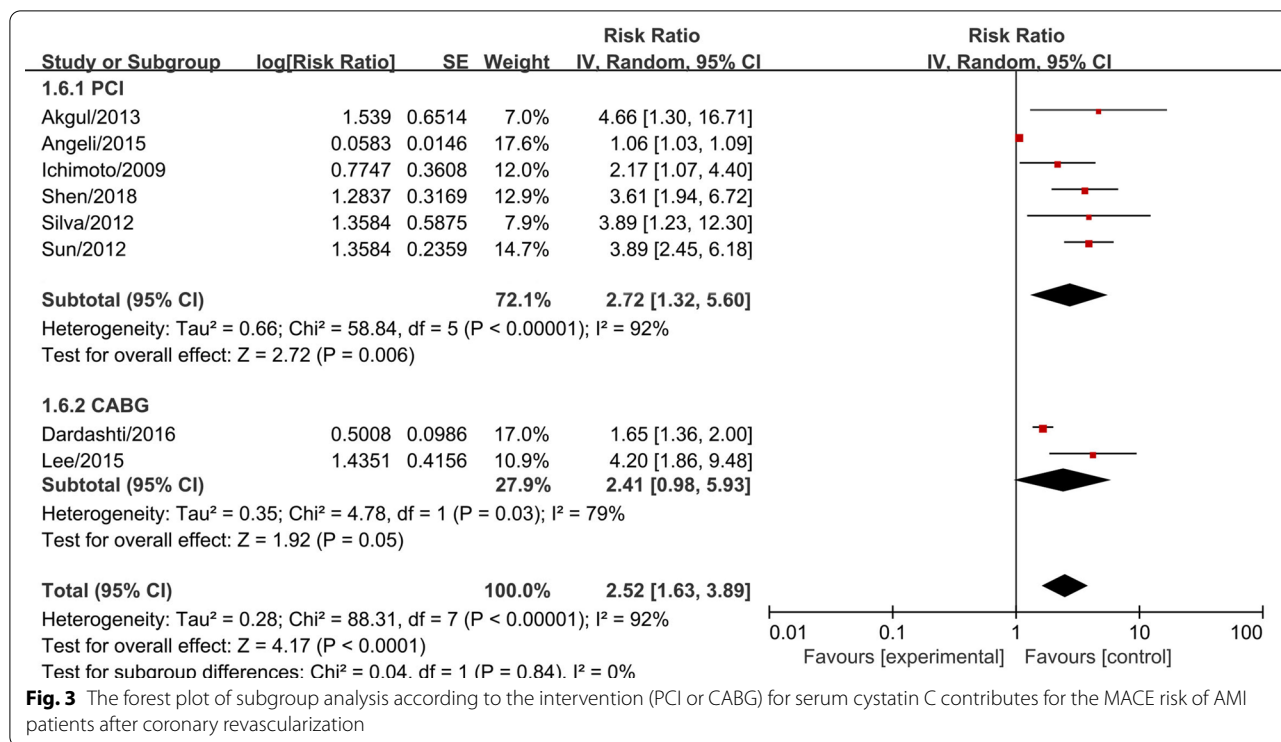 Risk Ratio Risk Ratio
Study or Subgroup log[Risk Ratio] SE Weight IV, Random, 95% CI IV, Random, 95% CI
1.6.1 PCI
Akgul/2013 1.539 0.6514 7.0% 4.66 [1.30, 16.71]
Angeli/2015 0.0583 0.0146 17.6% 1.06 [1.03, 1.09]
Ichimoto/2009 0.7747 0.3608 12.0% 2.17 [1.07, 4.40]
Shen/2018 1.2837 0.3169 12.9% 3.61 [1.94, 6.72]
Silva/2012 1.3584 0.5875 7.9% 3.89 [1.23, 12.30]
Sun/2012 1.3584 0.2359 14.7% 3.89 [2.45, 6.18]
Subtotal (95% CI) 72.1% 2.72 [1.32, 5.60]
Heterogeneity: Tau² = 0.66; Chi² = 58.84, df = 5 (P < 0.00001); I² = 92%
Test for overall effect: Z = 2.72 (P = 0.006)
1.6.2 CABG
Dardashti/2016 0.5008 0.0986 17.0% 1.65 [1.36, 2.00]
Lee/2015 1.4351 0.4156 10.9% 4.20 [1.86, 9.48]
Subtotal (95% CI) 27.9% 2.41 [0.98, 5.93]
Heterogeneity: Tau² = 0.35; Chi² = 4.78, df = 1 (P = 0.03); I² = 79%
Test for overall effect: Z = 1.92 (P = 0.05)
Total (95% CI) 100.0% 2.52 [1.63, 3.89]
Heterogeneity: Tau² = 0.28; Chi² = 88.31, df = 7 (P < 0.00001); I² = 92%
Test for overall effect: Z = 4.17 (P < 0.0001)
Test for subgroup differences: Chi² = 0.04, df = 1 (P = 0.84), I² = 0%
0.01 0.1 1 10 100
Favours [experimental] Favours [control]
Fig. 3 The forest plot of subgroup analysis according to the intervention (PCI or CABG) for serum cystatin C contributes for the MACE risk of AMI
patients after coronary revascularization